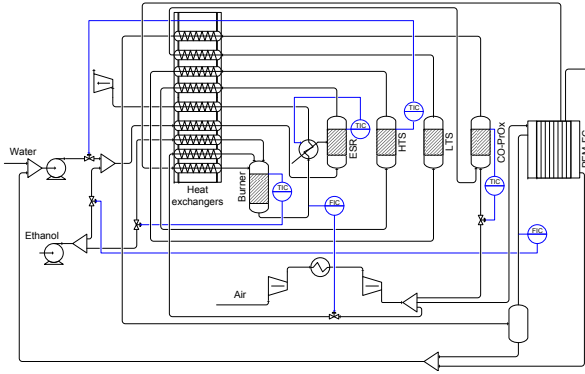 Water
Ethanol
Heat
exchangers
Burner
TIC
FIC
TIC
ESR
TIC
HTS
LTS
CO-PrOx
TIC
FIC
Air